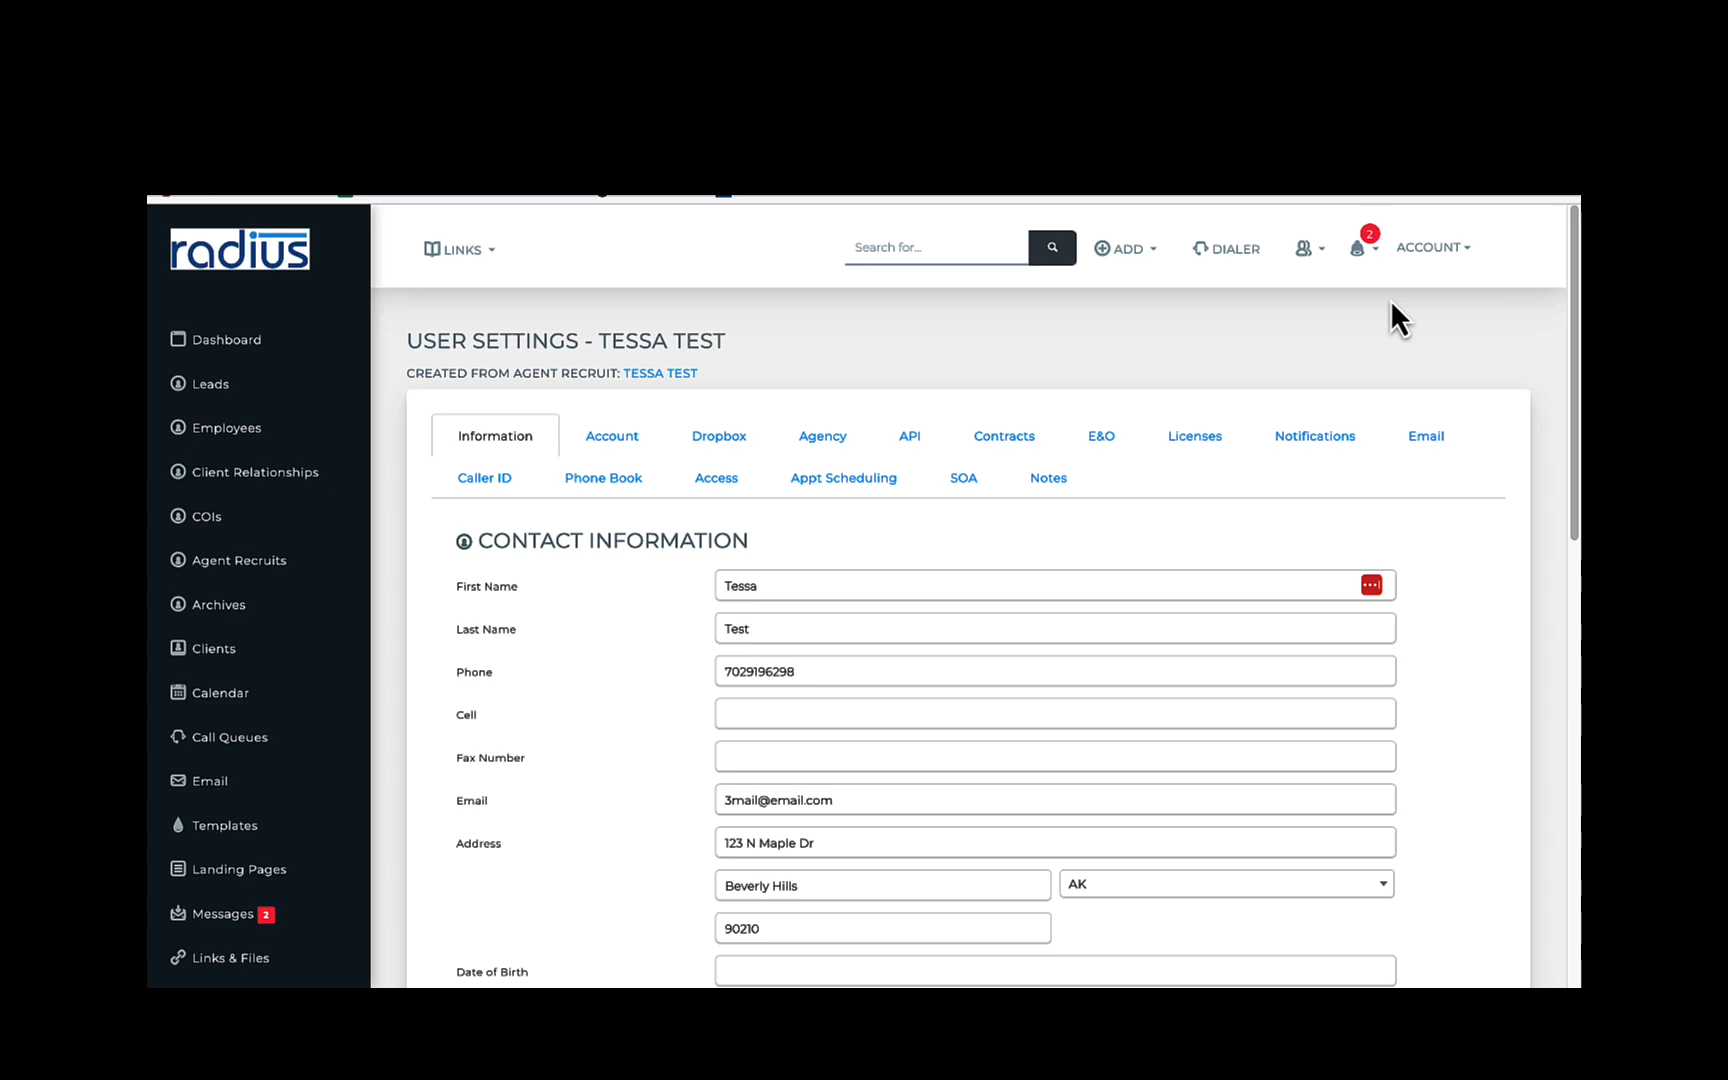 radius
LINKS
Search for...
ADD
DIALER
2
ACCOUNT
Dashboard
Leads
Employees
Client Relationships
COIs
Agent Recruits
Archives
Clients
Calendar
Call Queues
Email
Templates
Landing Pages
Messages 2
Links & Files
USER SETTINGS - TESSA TEST
CREATED FROM AGENT RECRUIT: TESSA TEST
Information Account Dropbox Agency API Contracts E&O Licenses Notifications Email
Caller ID Phone Book Access Appt Scheduling SOA Notes
CONTACT INFORMATION
First Name Tessa
Last Name Test
Phone 7029196298
Cell
Fax Number
Email 3mail@email.com
Address 123 N Maple Dr
Beverly Hills AK
90210
Date of Birth